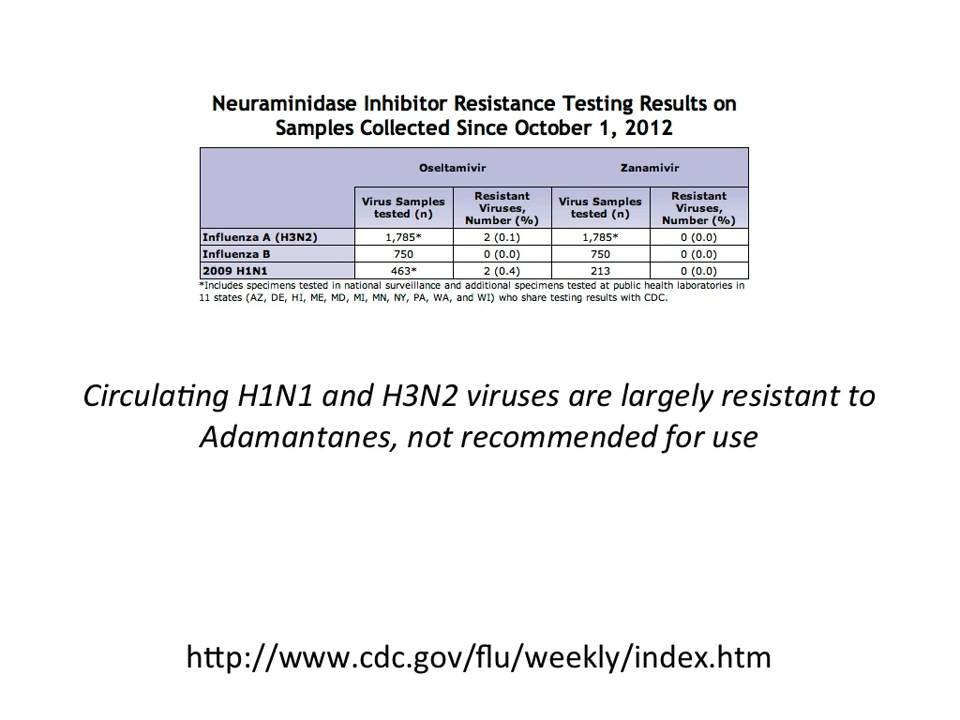 Neuraminidase Inhibitor Resistance Testing Results on
Samples Collected Since October 1, 2012
Oseltamivir Zanamivir
Virus Samples tested (n) Resistant Viruses, Number (%) Virus Samples tested (n) Resistant Viruses, Number (%)
Influenza A (H3N2) 1,785* 2 (0.1) 1,785* 0 (0.0)
Influenza B 750 0 (0.0) 750 0 (0.0)
2009 H1N1 463* 2 (0.4) 213 0 (0.0)
*Includes specimens tested in national surveillance and additional specimens tested at public health laboratories in
11 states (AZ, DE, HI, ME, MD, MI, MN, NY, PA, WA, and WI) who share testing results with CDC.
Circulating H1N1 and H3N2 viruses are largely resistant to
Adamantanes, not recommended for use
http://www.cdc.gov/flu/weekly/index.htm